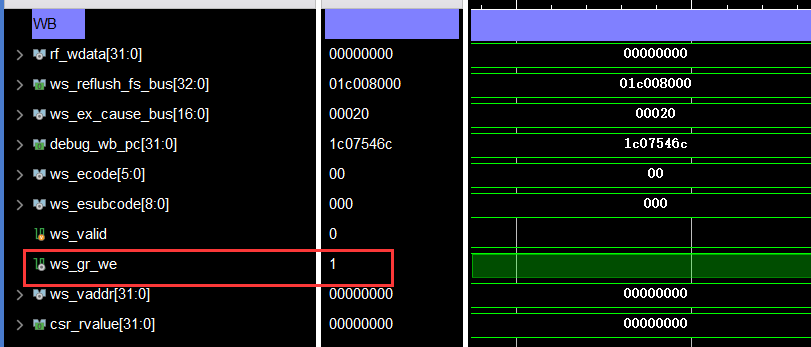 WB
rf_wdata[31:0] 00000000 00000000
ws_reflush_fs_bus[32:0] 01c008000 01c008000
ws_ex_cause_bus[16:0] 00020 00020
debug_wb_pc[31:0] 1c07546c 1c07546c
ws_ecode[5:0] 00 00
ws_esubcode[8:0] 000 000
ws_valid 0
ws_gr_we 1
ws_vaddr[31:0] 00000000 00000000
csr_rvalue[31:0] 00000000 00000000